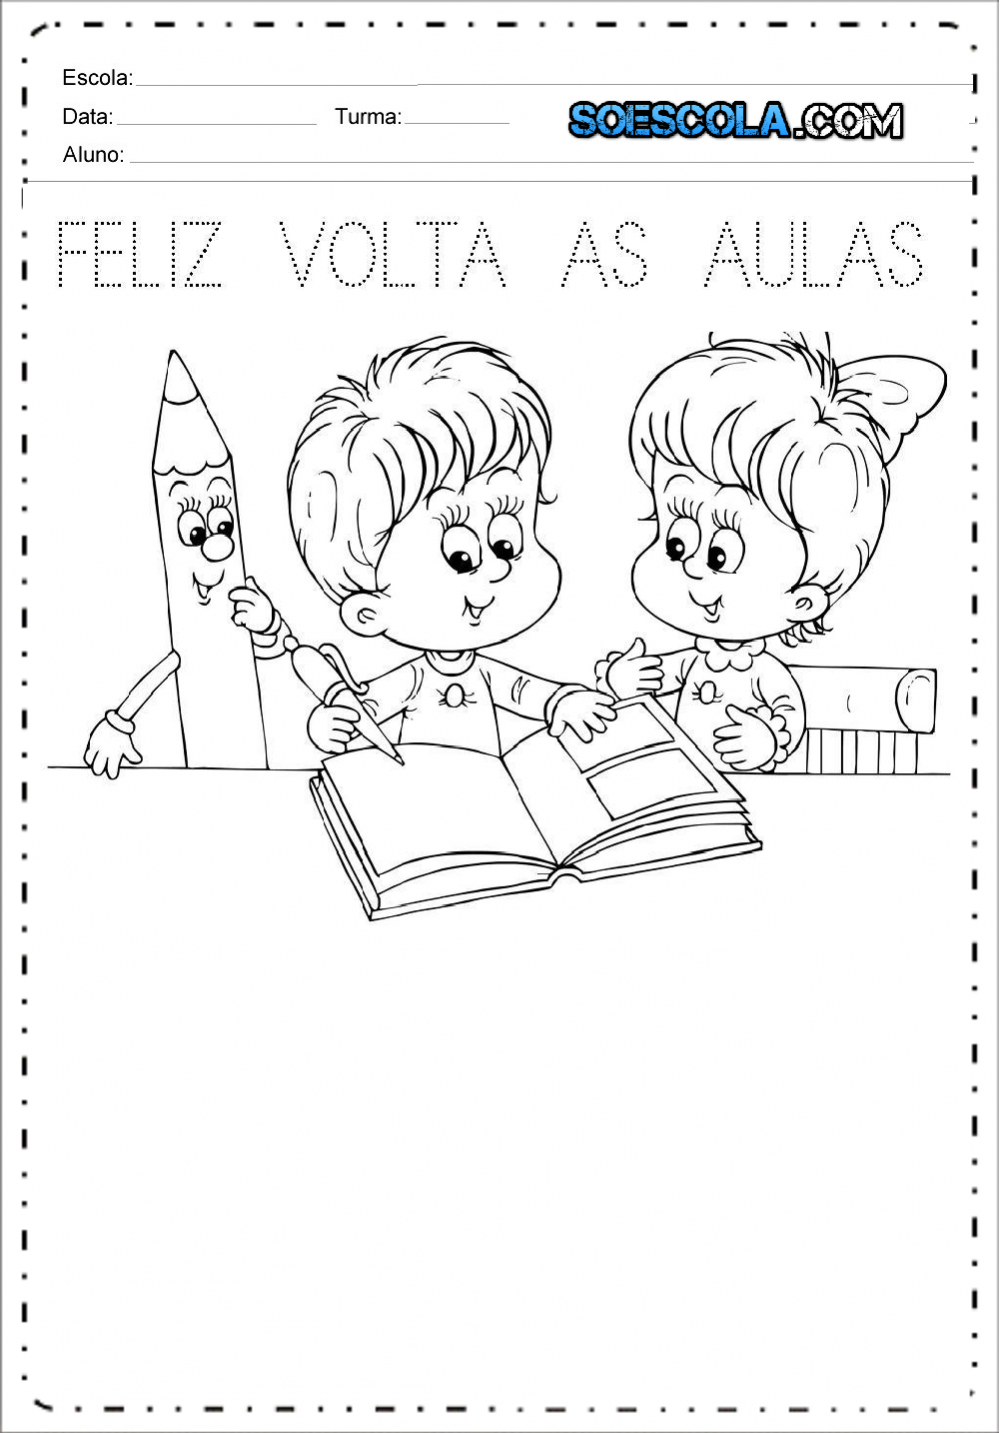 Escola:
Data: Turma: SOESCOLA.COM
Aluno:
FELIZ VOLTA AS AULAS